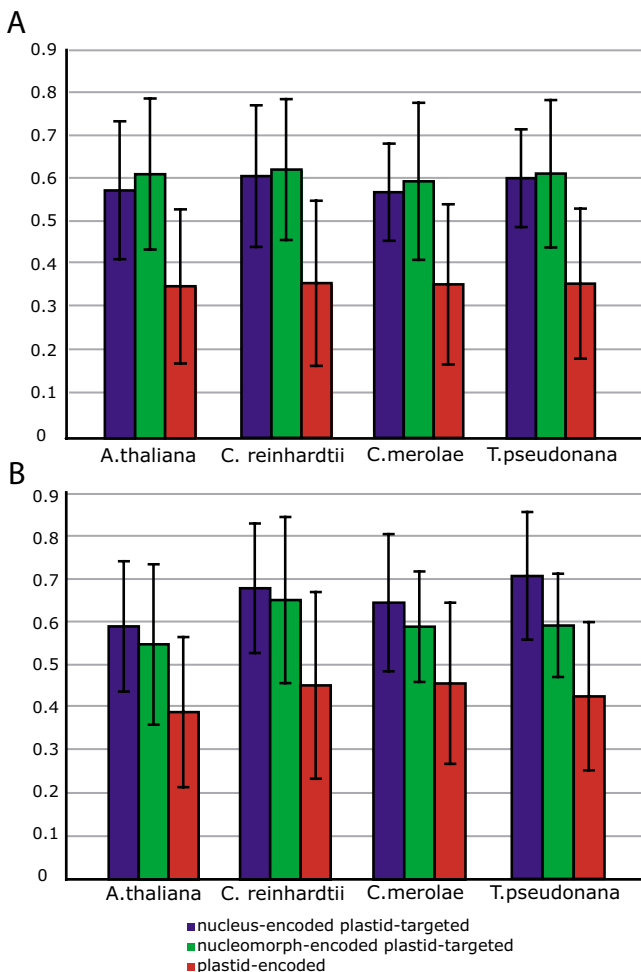 A
0.9
0.8
0.7
0.6
0.5
0.4
0.3
0.2
0.1
0
A.thaliana C. reinhardtii C.merolae T.pseudonana
B
0.9
0.8
0.7
0.6
0.5
0.4
0.3
0.2
0.1
0
A.thaliana C. reinhardtii C.merolae T.pseudonana
nucleus-encoded plastid-targeted
nucleomorph-encoded plastid-targeted
plastid-encoded